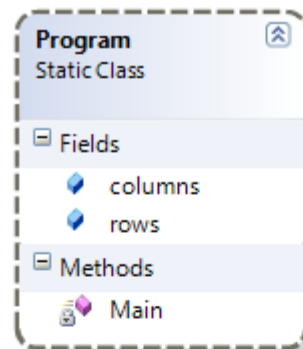 Program
Static Class
Fields
columns
rows
Methods
Main